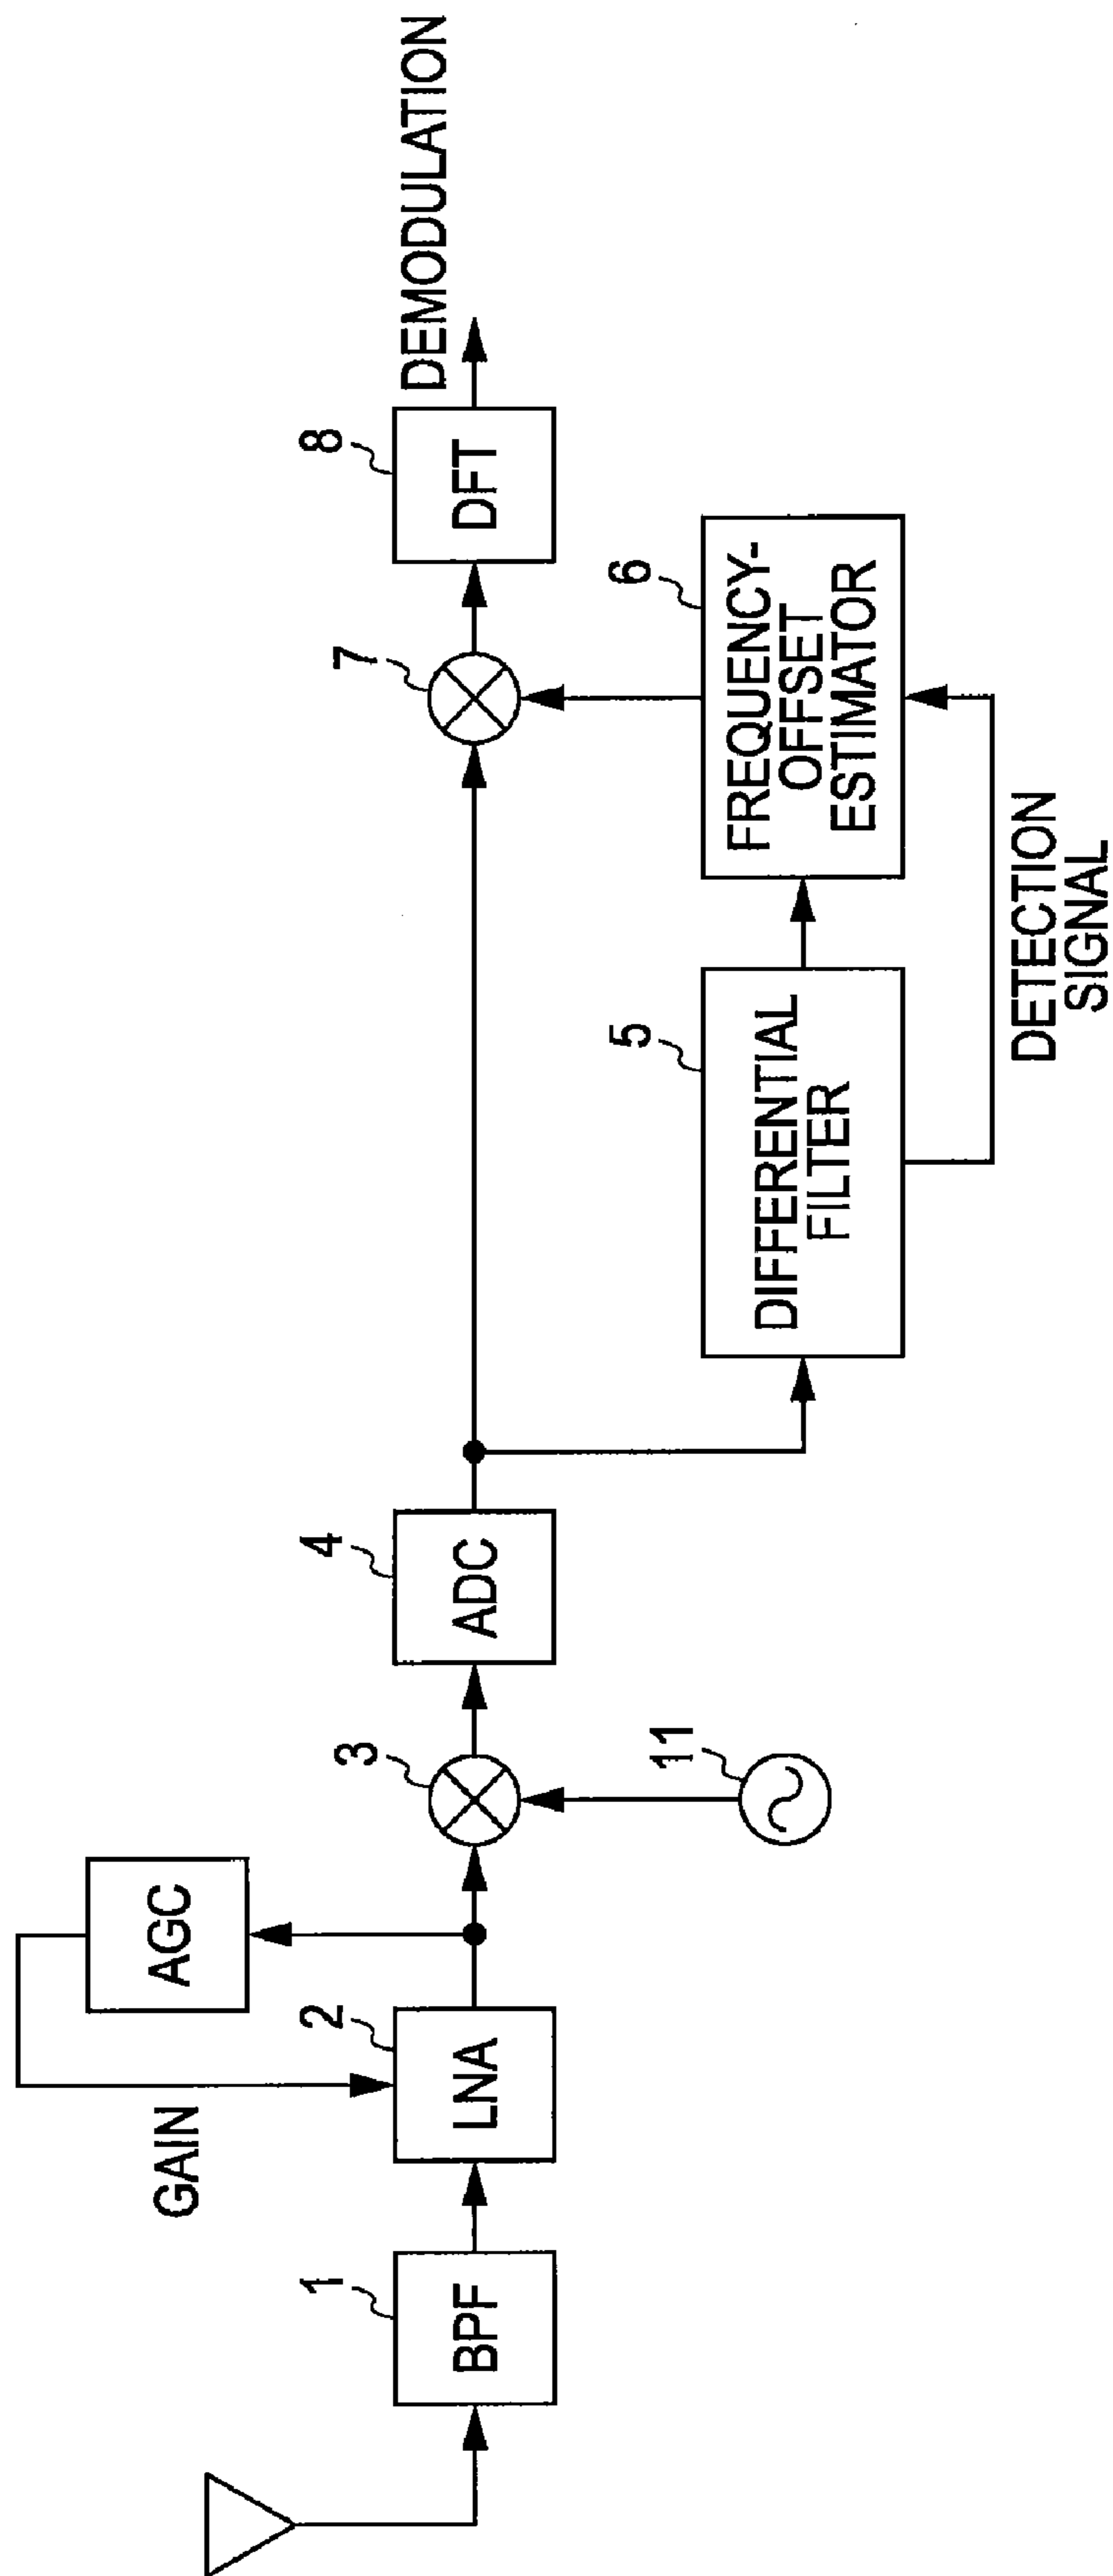 GAIN
AGC
1
BPF
2
LNA
3
11
4
ADC
5
DIFFERENTIAL
FILTER
DETECTION
SIGNAL
6
FREQUENCY-
OFFSET
ESTIMATOR
7
8
DFT
DEMODULATION